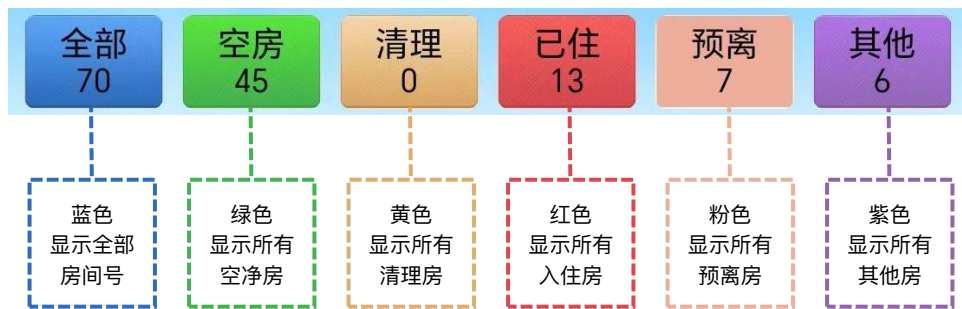 全部
70
空房
45
清理
0
已住
13
预离
7
其他
6
蓝色
显示全部
房间号
绿色
显示所有
空净房
黄色
显示所有
清理房
红色
显示所有
入住房
粉色
显示所有
预离房
紫色
显示所有
其他房